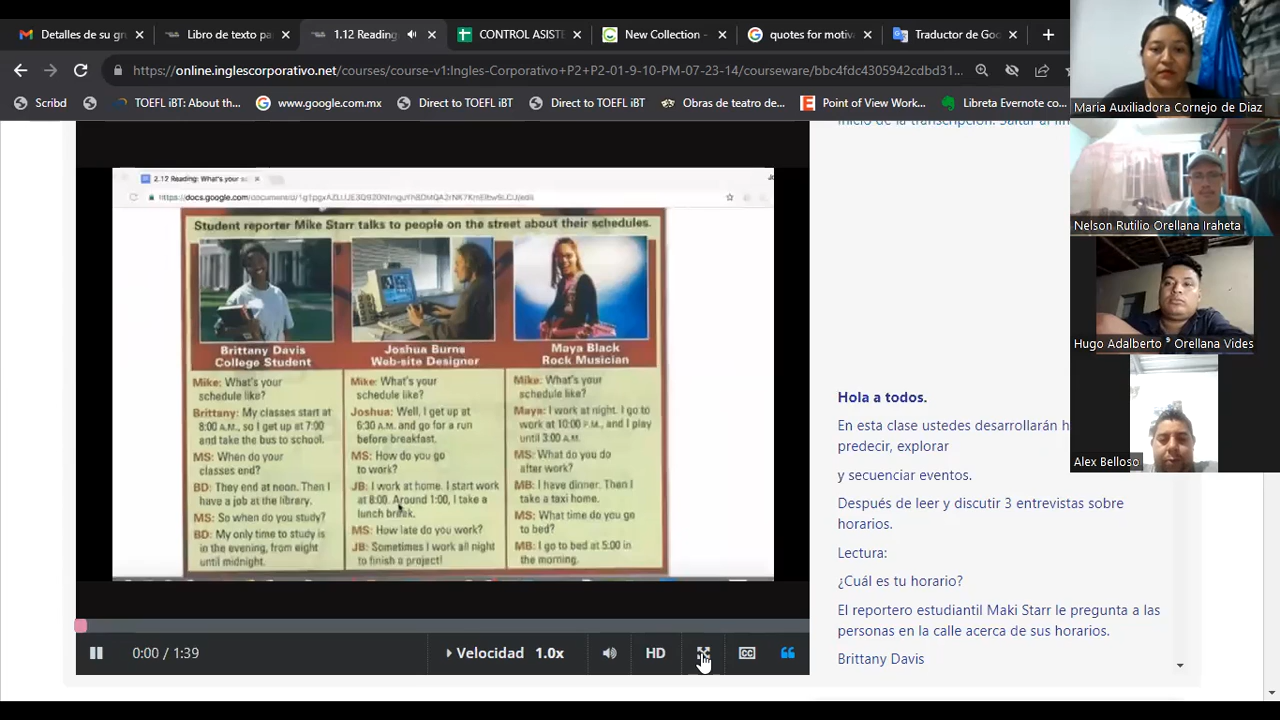 Detalles de su gr
Libro de texto pa
1.12 Reading
CONTROL ASIST
New Collection -
quotes for motiv
Traductor de Goo
https://online.inglescorporativo.net/courses/course-v1:Ingles-Corporativo+P2+P2-01-9-10-PM-07-23-14/courseware/bbc4fdc4305942cdbd31...
Scribd
TOEFL iBT: About th...
www.google.com.mx
Direct to TOEFL iBT
Direct to TOEFL iBT
Obras de teatro de...
Point of View Work...
Libreta Evernote co...
2.12 Reading: What's your sc
Student reporter Mike Starr talks to people on the street about their schedules.
Brittany Davis
College Student
Mike: What's your
schedule like?
Brittany: My classes start at
8:00 A.M., so I get up at 7:00
and take the bus to school.
MS: When do your
classes end?
BD: They end at noon. Then I
have a job at the library.
MS: So when do you study?
BD: My only time to study is
in the evening, from eight
until midnight.
Joshua Burns
Web-site Designer
Mike: What's your
schedule like?
Joshua: Well, I get up at
6:30 A.M. and go for a run
before breakfast.
MS: How do you go
to work?
JB: I work at home. I start work
at 8:00. Around 1:00, I take a
lunch break.
MS: How late do you work?
JB: Sometimes I work all night
to finish a project!
Maya Black
Rock Musician
Mike: What's your
schedule like?
Maya: I work at night. I go to
work at 10:00 P.M., and I play
until 3:00 A.M.
MS: What do you do
after work?
MB: I have dinner. Then I
take a taxi home.
MS: What time do you go
to bed?
MB: I go to bed at 5:00 in
the morning.
0:00 / 1:39
Velocidad 1.0x
HD
CC
Inicio de la transcripción. Saltar al fin
Hola a todos.
En esta clase ustedes desarrollarán h
predecir, explorar
y secuenciar eventos.
Después de leer y discutir 3 entrevistas sobre
horarios.
Lectura:
¿Cuál es tu horario?
El reportero estudiantil Maki Starr le pregunta a las
personas en la calle acerca de sus horarios.
Brittany Davis
Maria Auxiliadora Cornejo de Diaz
Nelson Rutilio Orellana Iraheta
Hugo Adalberto Orellana Vides
Alex Belloso